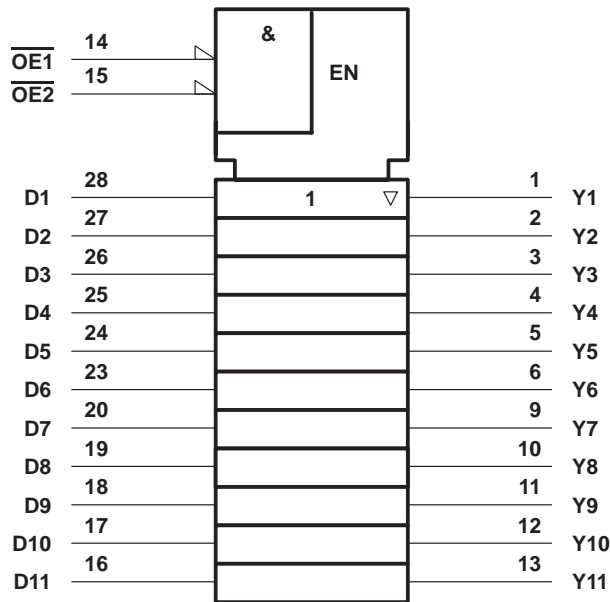 &
14
OE1
EN
15
OE2
28 1
D1 1 ▽ Y1
27 2
D2 Y2
26 3
D3 Y3
25 4
D4 Y4
24 5
D5 Y5
23 6
D6 Y6
20 9
D7 Y7
19 10
D8 Y8
18 11
D9 Y9
17 12
D10 Y10
16 13
D11 Y11